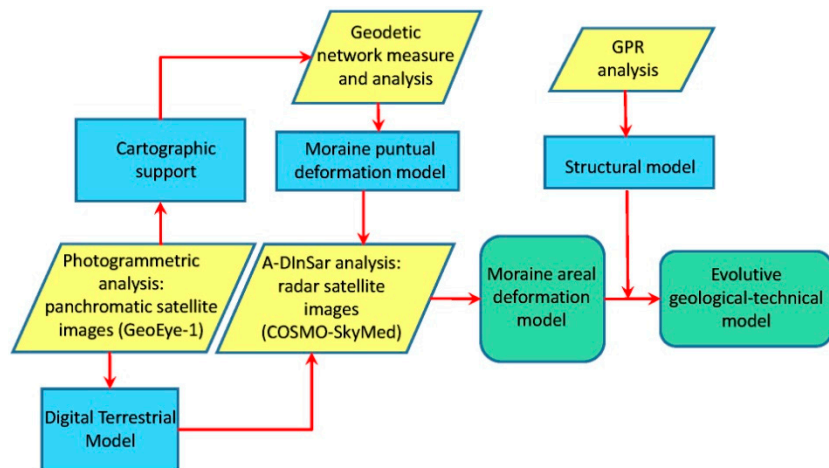 Geodetic
network measure
and analysis
GPR
analysis
Cartographic
support
Moraine puntual
deformation model
Structural model
Photogrammetric
analysis:
panchromatic satellite
images (GeoEye-1)
A-DInSar analysis:
radar satellite
images
(COSMO-SkyMed)
Moraine areal
deformation
model
Evolutive
geological-technical
model
Digital Terrestrial
Model